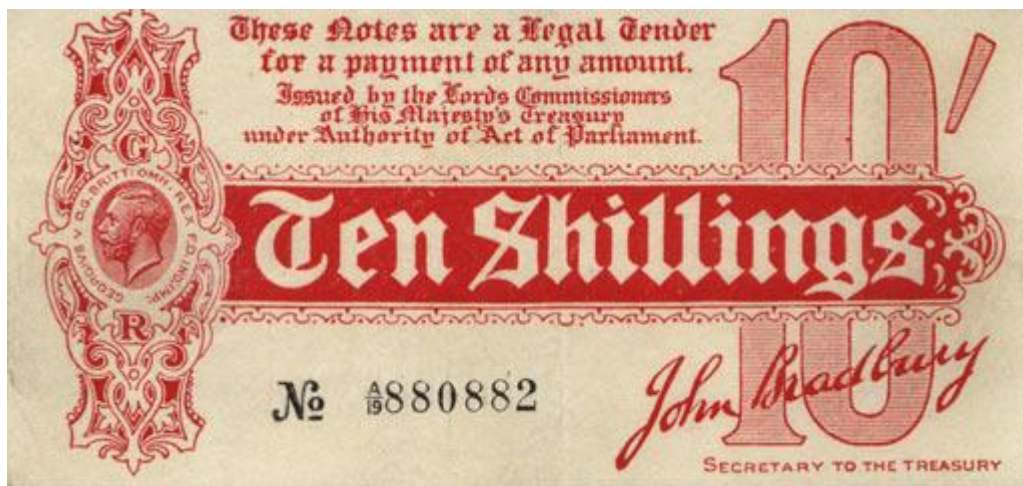 These Notes are a Legal Tender
for a payment of any amount.
Issued by the Lords Commissioners
of His Majesty's Treasury
under Authority of Act of Parliament.
10/
G
GEORGIVS V D.G. BRITT: OMN: REX F.D. IND: IMP:
Ten Shillings
R
No A/19 880882
John Bradbury
10
SECRETARY TO THE TREASURY